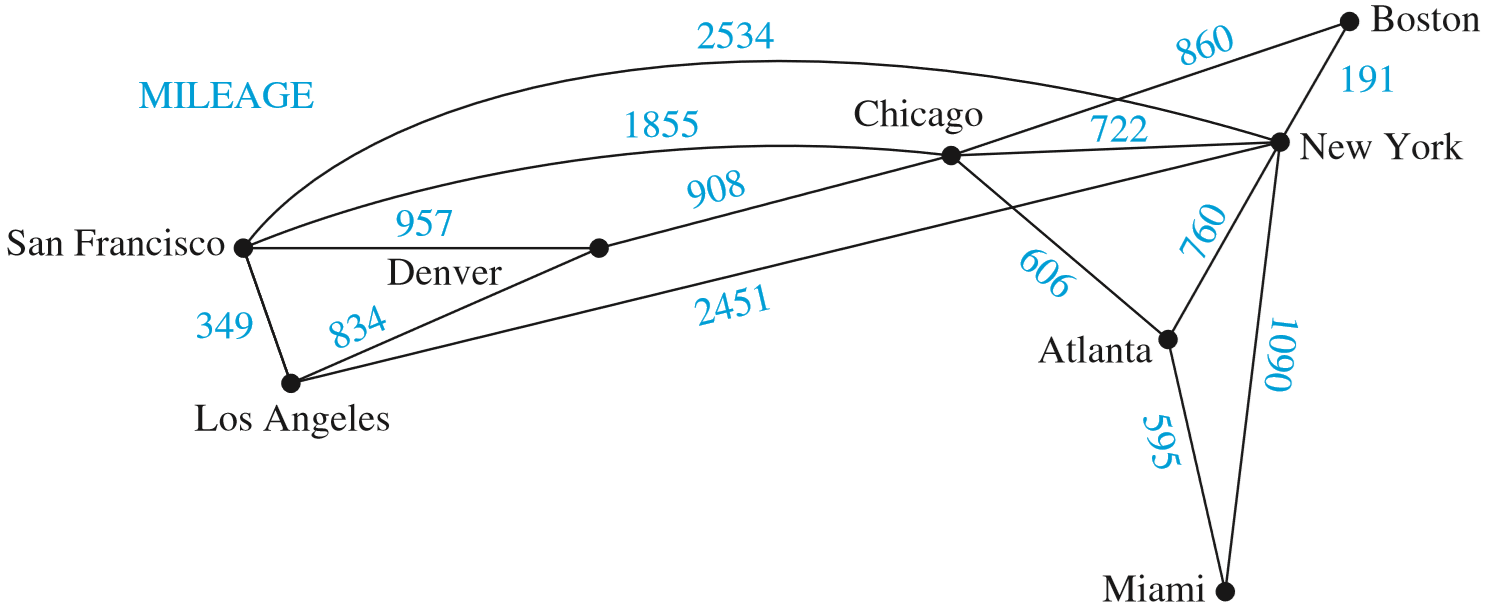 Boston
2534
860
191
MILEAGE
1855
Chicago
722
New York
908
957
San Francisco
Denver
760
606
349
834
2451
Atlanta
1090
Los Angeles
595
Miami